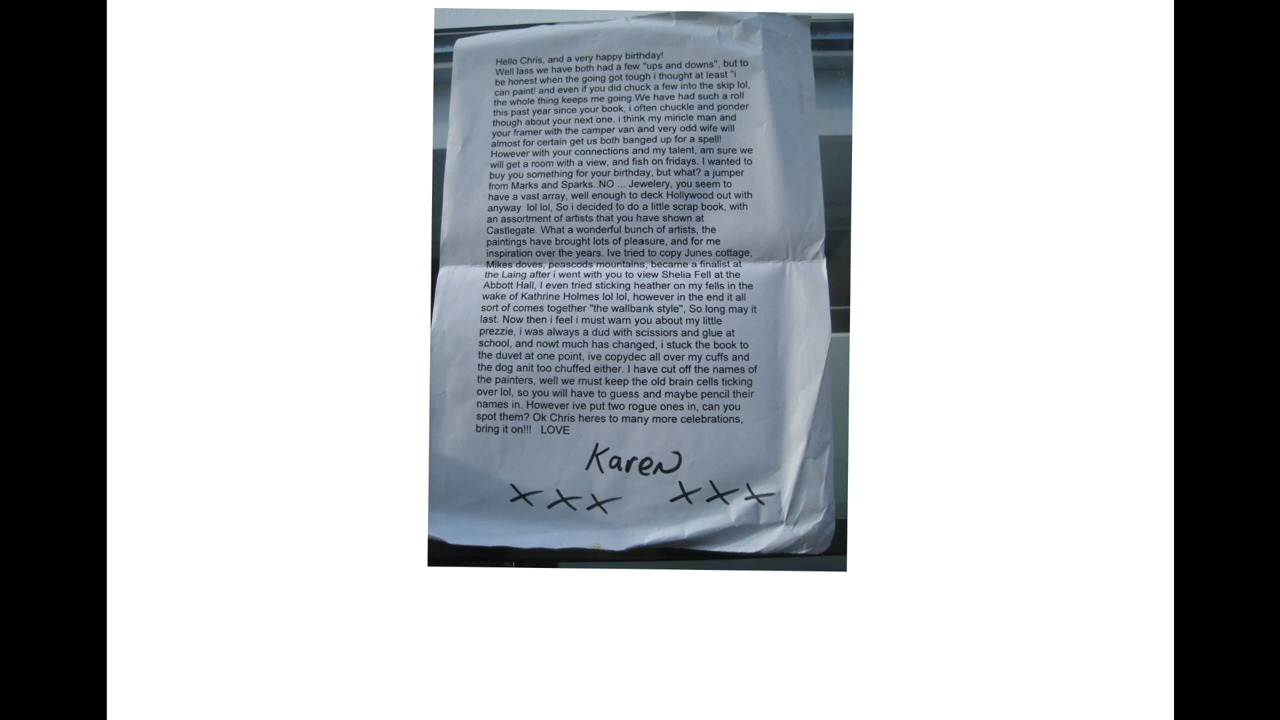 Hello Chris, and a very happy birthday!
Well lass we have both had a few "ups and downs", but to
be honest when the going got tough i thought at least "i
can paint! and even if you did chuck a few into the skip lol,
the whole thing keeps me going.We have had such a roll
this past year since your book, i often chuckle and ponder
though about your next one. i think my miricle man and
your framer with the camper van and very odd wife will
almost for certain get us both banged up for a spell!
However with your connections and my talent, am sure we
will get a room with a view, and fish on fridays. I wanted to
buy you something for your birthday, but what? a jumper
from Marks and Sparks..NO ... Jewelery, you seem to
have a vast array, well enough to deck Hollywood out with
anyway  lol lol, So i decided to do a little scrap book, with
an assortment of artists that you have shown at
Castlegate. What a wonderful bunch of artists, the
paintings have brought lots of pleasure, and for me
inspiration over the years. Ive tried to copy Junes cottage,
Mikes doves, peascods mountains, became a finalist at
the Laing after i went with you to view Shelia Fell at the
Abbott Hall, I even tried sticking heather on my fells in the
wake of Kathrine Holmes lol lol, however in the end it all
sort of comes together "the wallbank style", So long may it
last. Now then i feel i must warn you about my little
prezzie, i was always a dud with scissiors and glue at
school, and nowt much has changed, i stuck the book to
the duvet at one point, ive copydec all over my cuffs and
the dog anit too chuffed either. I have cut off the names of
the painters, well we must keep the old brain cells ticking
over lol, so you will have to guess and maybe pencil their
names in. However ive put two rogue ones in, can you
spot them? Ok Chris heres to many more celebrations,
bring it on!!!   LOVE
Karen
xxx xxx